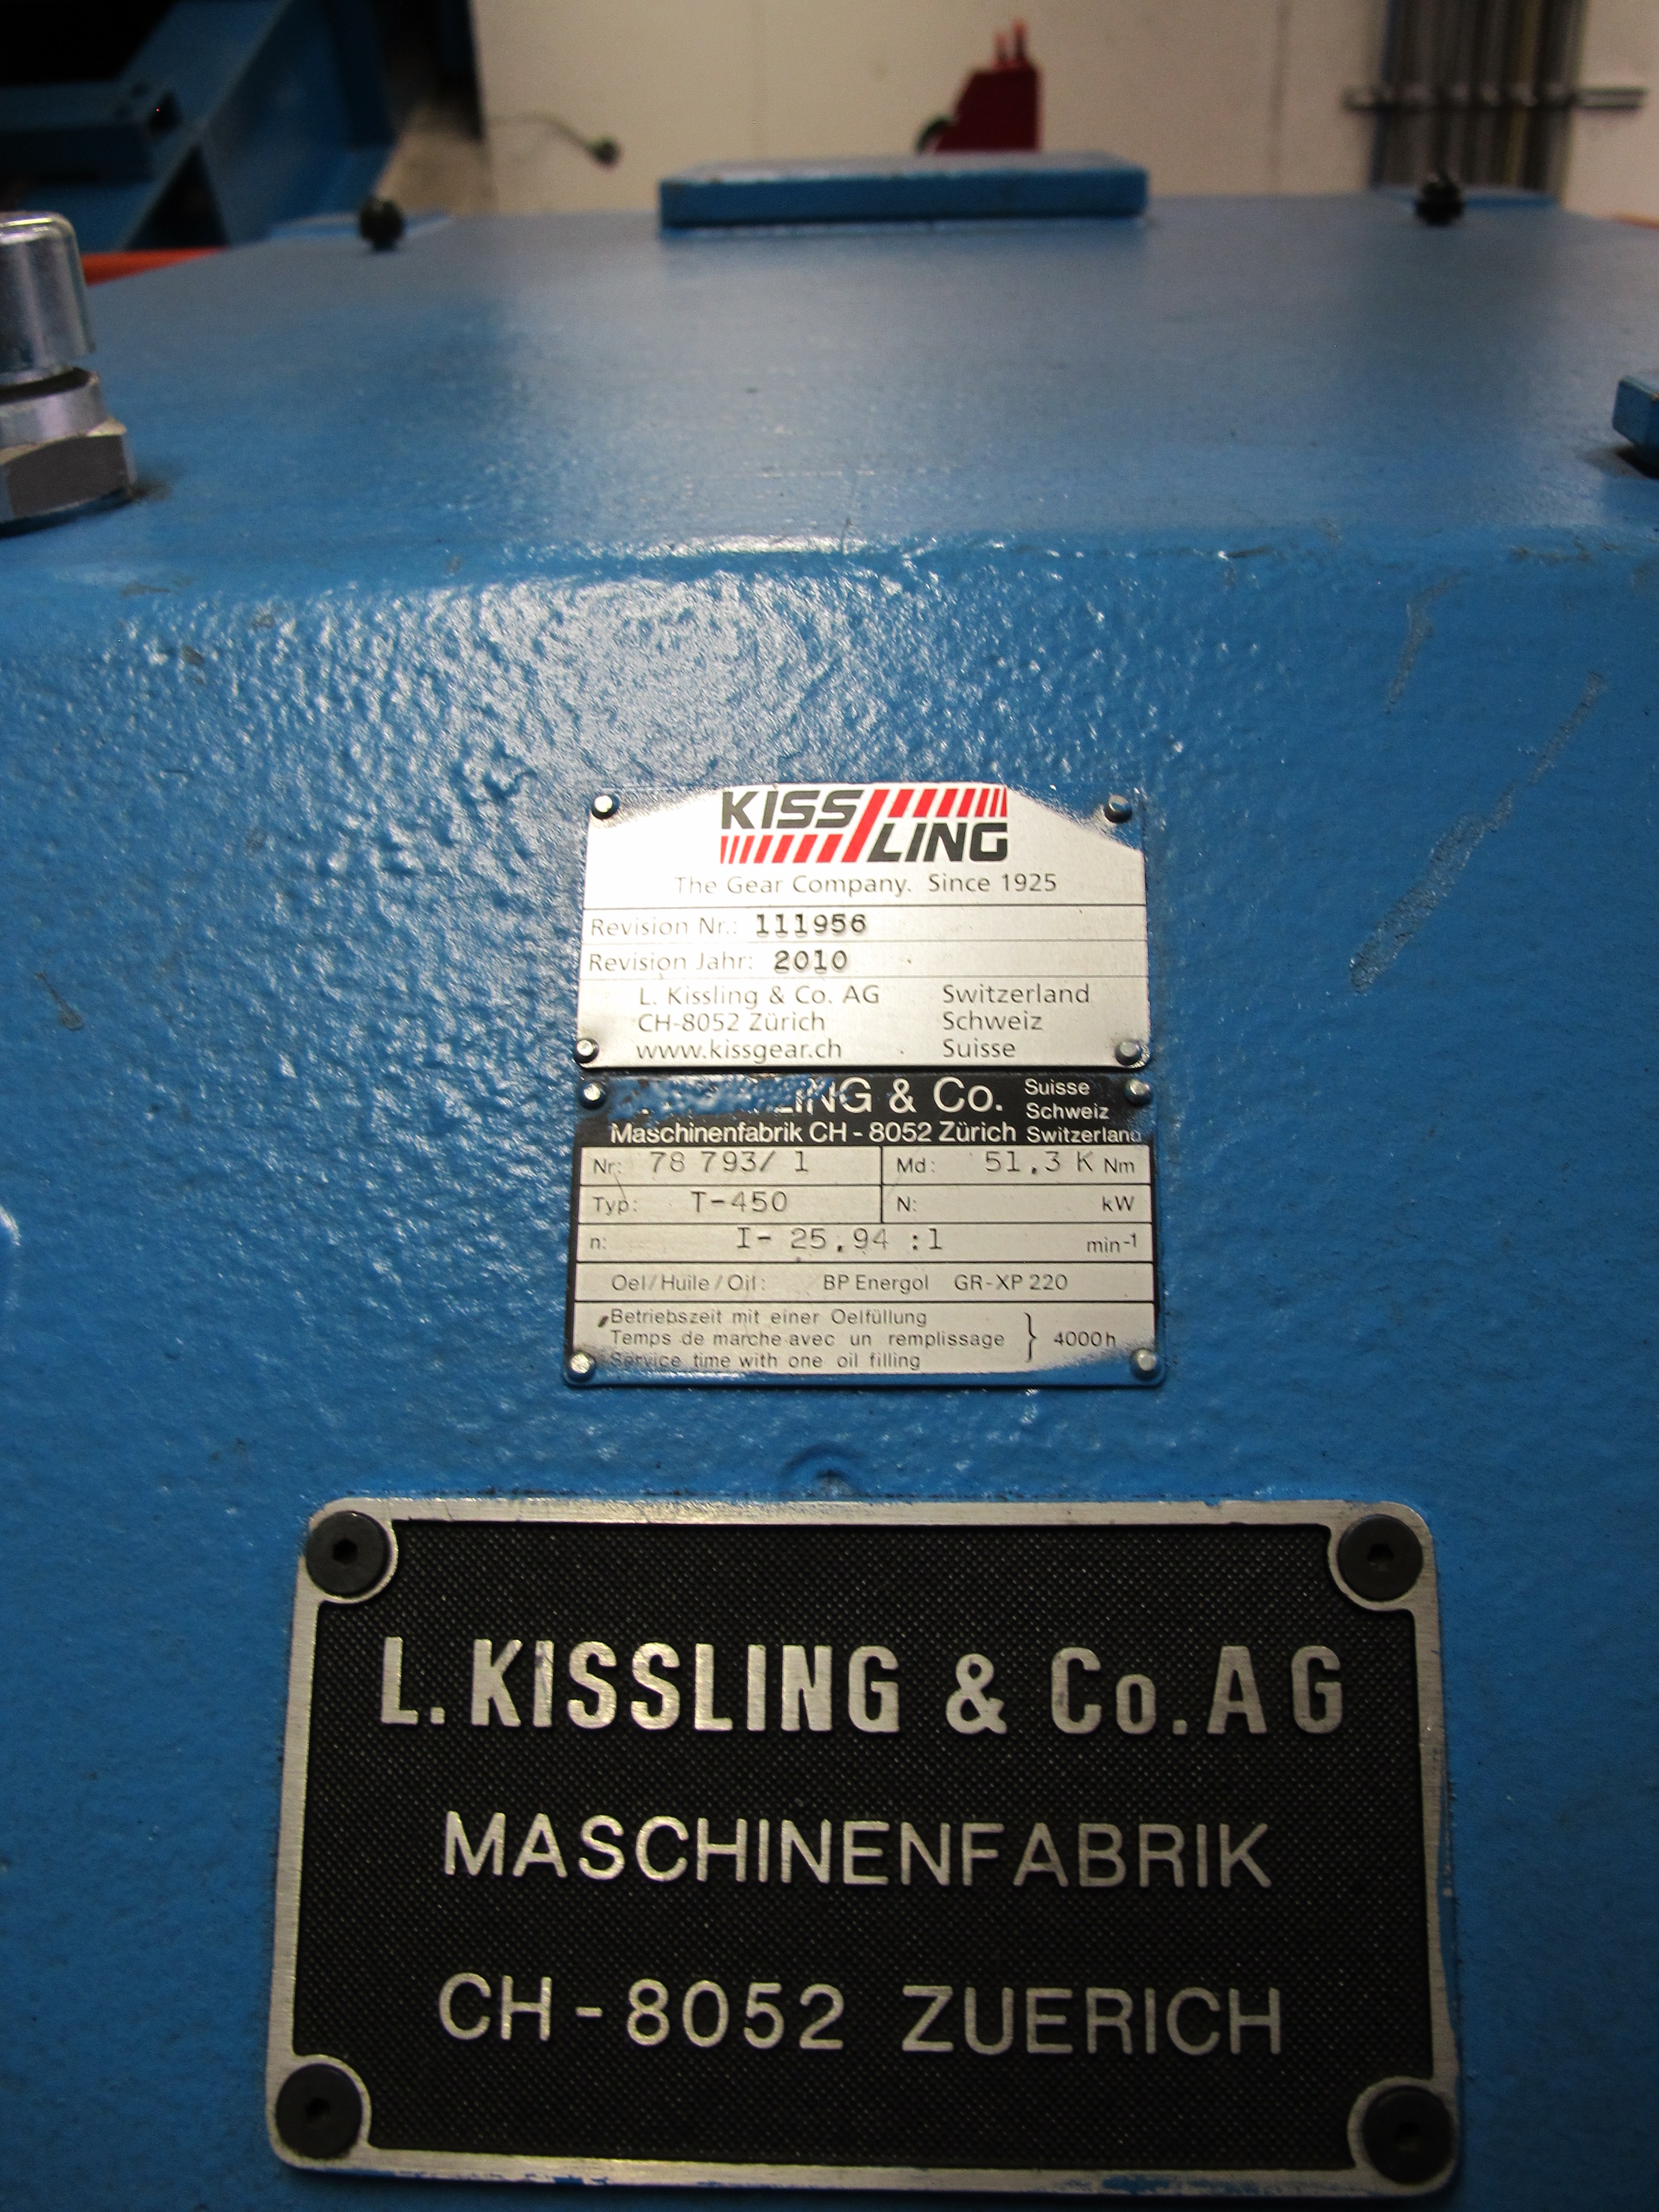 KISSLING
The Gear Company. Since 1925
Revision Nr.: 111956
Revision Jahr: 2010
L. Kissling & Co. AG Switzerland
CH-8052 Zürich Schweiz
www.kissgear.ch Suisse
& Co. Suisse
Schweiz
Maschinenfabrik CH - 8052 Zürich Switzerland
Nr: 78 793/ 1 Md: 51,3 K Nm
Typ: T-450 N: kW
n: I- 25,94 :1 min-1
Oel/Huile/Oil: BP Energol GR-XP 220
Betriebszeit mit einer Oelfüllung
Temps de marche avec un remplissage } 4000h
Service time with one oil filling
L. KISSLING & Co. AG
MASCHINENFABRIK
CH-8052 ZUERICH